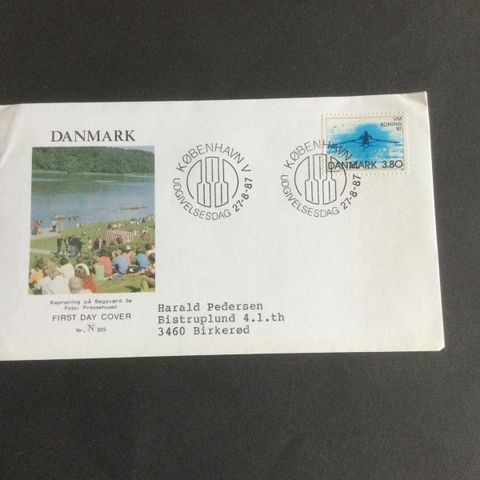 DANMARK
Kaproning på Bagsværd Sø
Foto: Pressehuset
FIRST DAY COVER
Nr. N 305
KØBENHAVN V
UDGIVELSESDAG 27-8-87
KØBENHAVN V
UDGIVELSESDAG 27-8-87
VM
RONING
87
DANMARK 3.80
Harald Pedersen
Bistruplund 4.1.th
3460 Birkerød